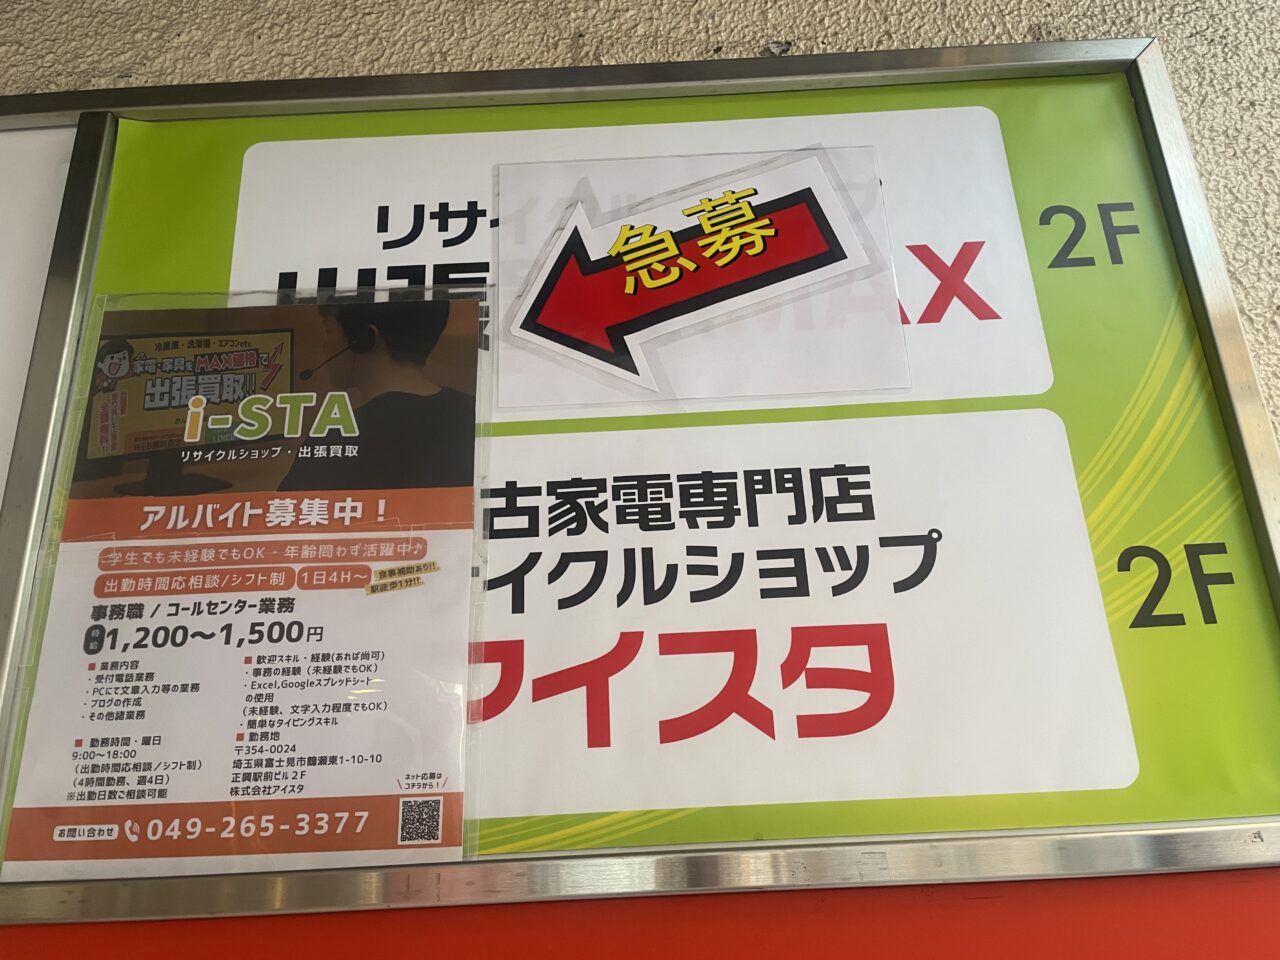 リサイクル
MAX
2F
急募
古家電専門店
イクルショップ
アイスタ
2F
冷蔵庫・洗濯機・エアコンetc
家電・家具をMAX価格で
出張買取!!
i-STA
リサイクルショップ・出張買取
アルバイト募集中！
学生でも未経験でもOK・年齢問わず活躍中♪
出勤時間応相談/シフト制
1日4H～
食事補助あり!!
駅徒歩1分!!
事務職 / コールセンター業務
時給1,200～1,500円
■ 業務内容
・受付電話業務
・PCにて文章入力等の業務
・ブログの作成
・その他諸業務
■ 勤務時間・曜日
9:00～18:00
（出勤時間応相談／シフト制）
（4時間勤務、週4日）
※出勤日数ご相談可能
■ 歓迎スキル・経験(あれば尚可)
・事務の経験（未経験でもOK）
・Excel,Googleスプレッドシート
の使用
（未経験、文字入力程度でもOK）
・簡単なタイピングスキル
■ 勤務地
〒354-0024
埼玉県富士見市鶴瀬東1-10-10
正興駅前ビル2F
株式会社アイスタ
ネット応募は
コチラから！
お問い合わせ
049-265-3377